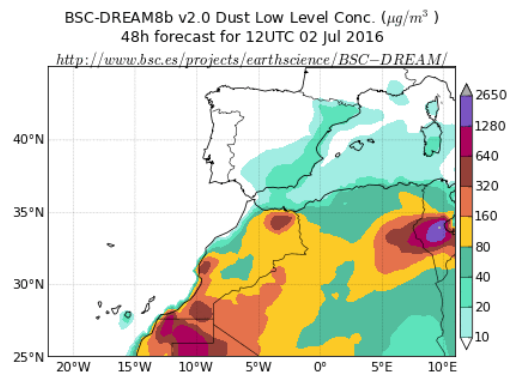 BSC-DREAM8b v2.0 Dust Low Level Conc. (μg/m³ )
48h forecast for 12UTC 02 Jul 2016
http://www.bsc.es/projects/earthscience/BSC−DREAM/
2650
1280
640
320
160
80
40
20
10
40°N
35°N
30°N
25°N
20°W 15°W 10°W 5°W 0° 5°E 10°E